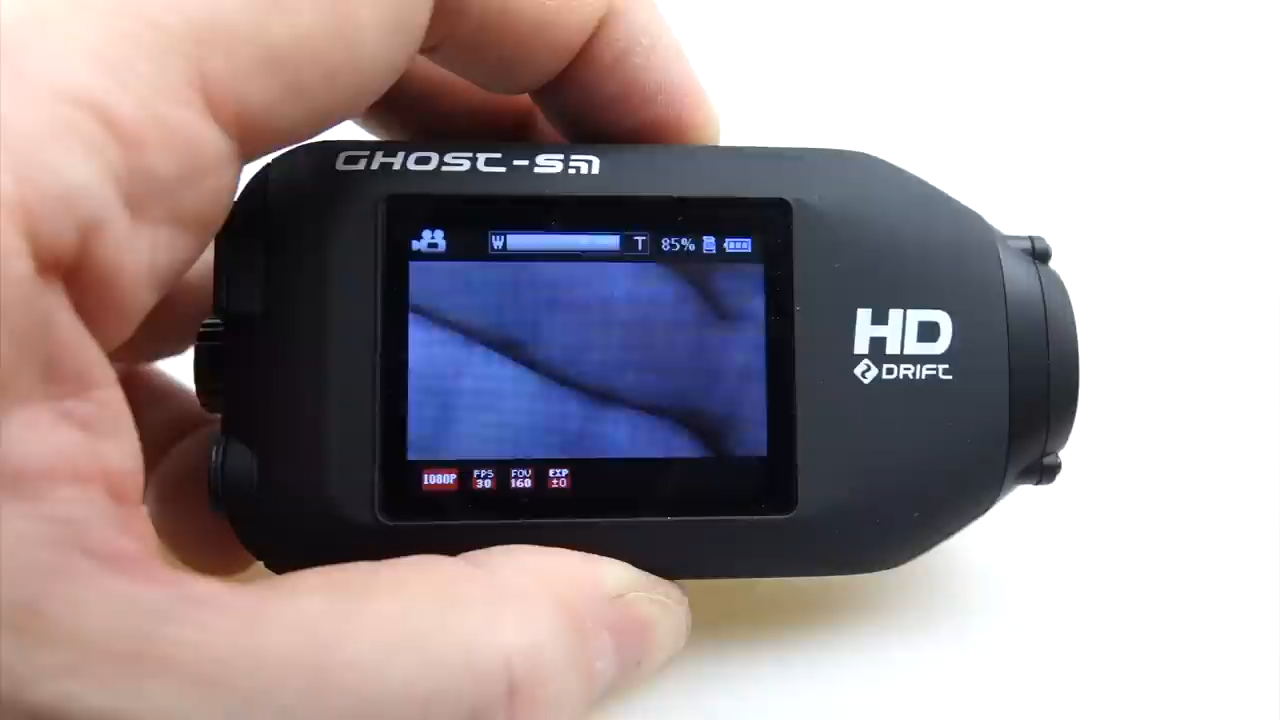 GHOST-S
W T 85%
HD
DRIFT
1080P FPS 30 FOV 160 EXP ±0